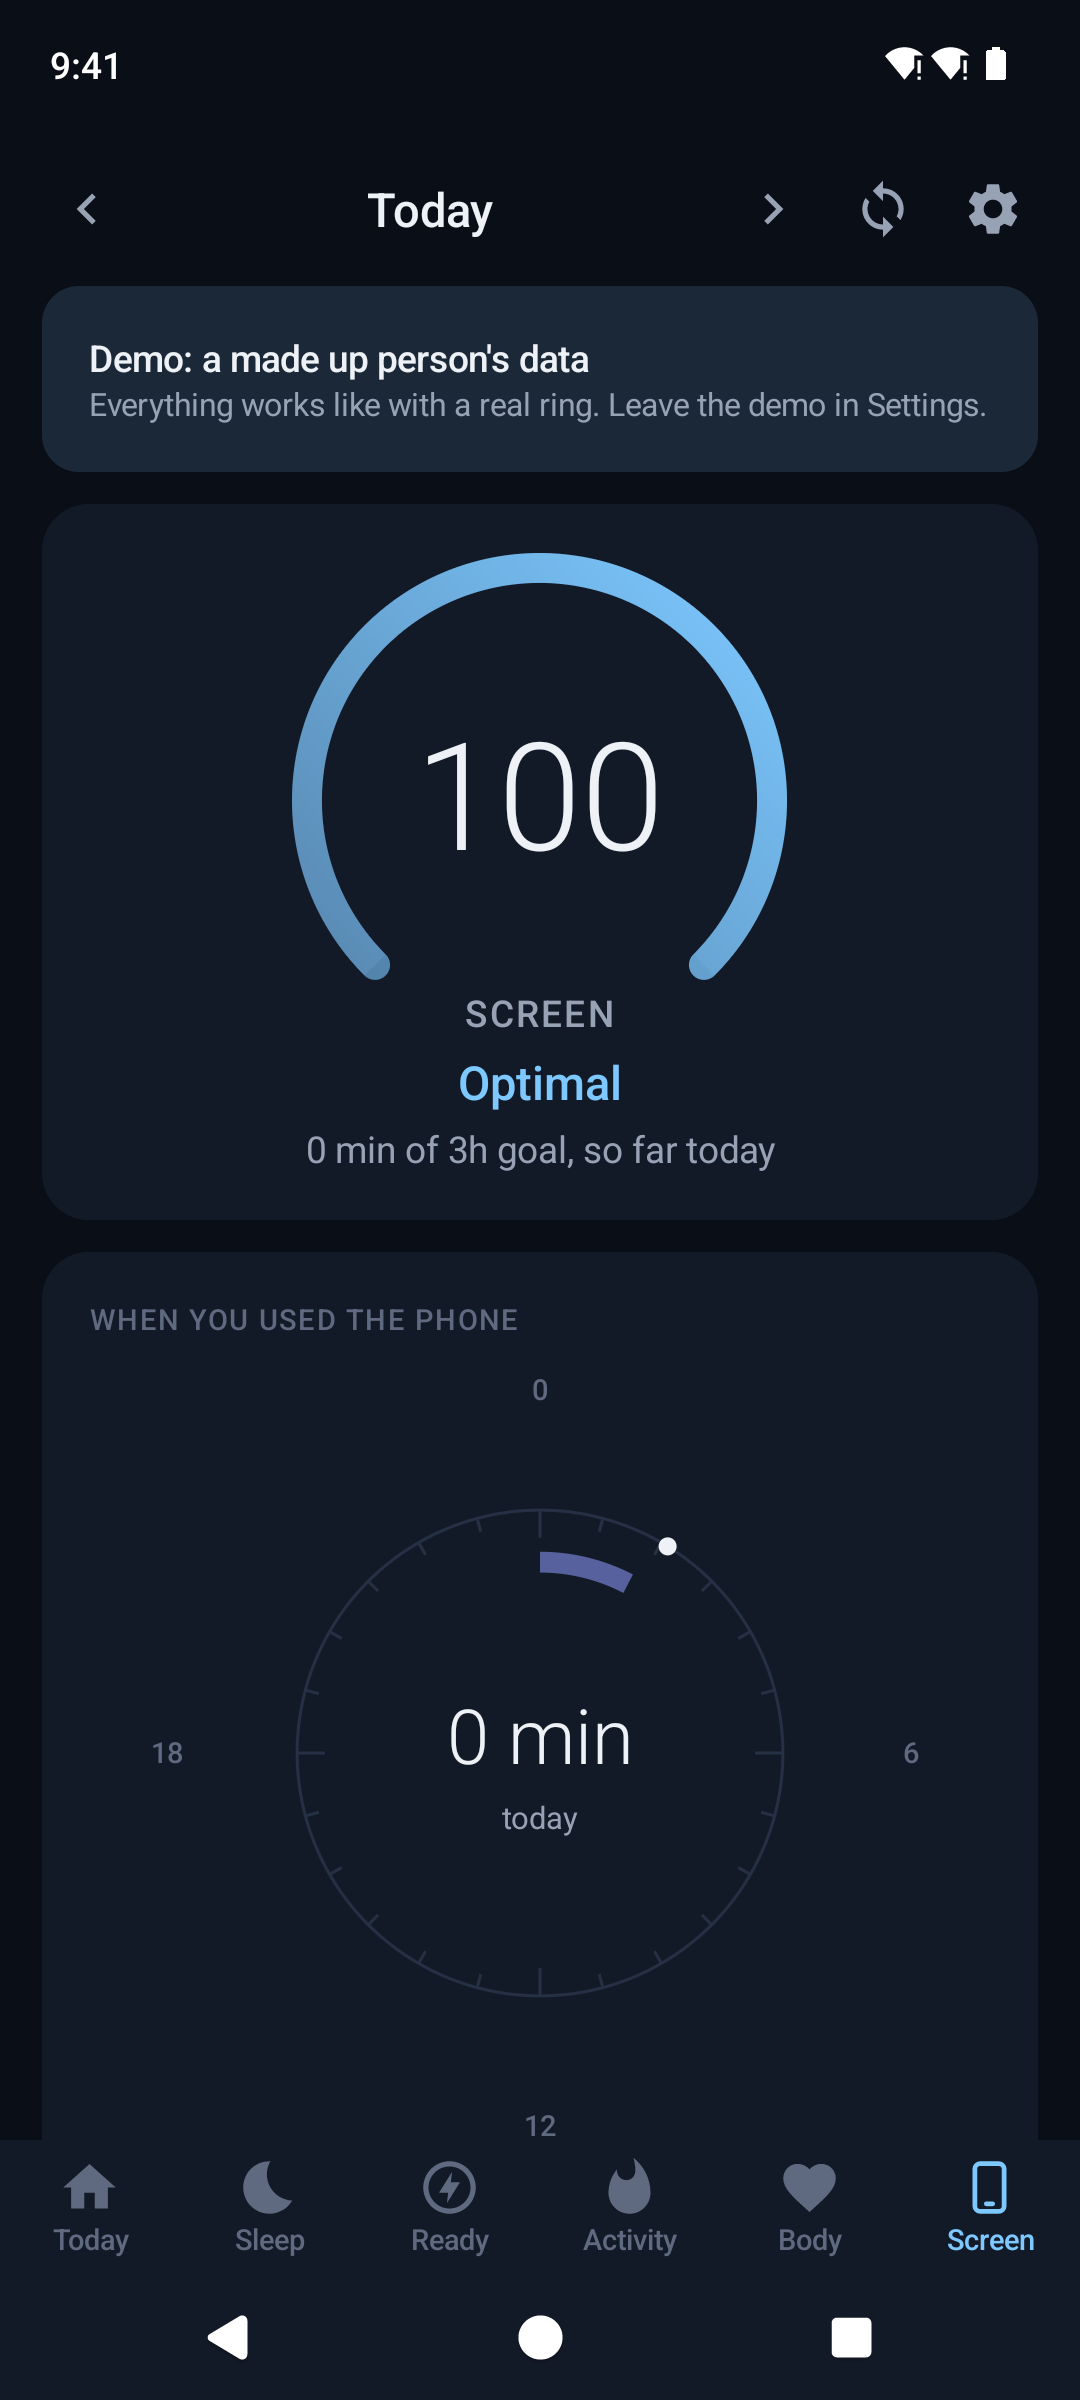 9:41
Today
Demo: a made up person's data
Everything works like with a real ring. Leave the demo in Settings.
100
SCREEN
Optimal
0 min of 3h goal, so far today
WHEN YOU USED THE PHONE
0
18
0 min
6
today
12
Today
Sleep
Ready
Activity
Body
Screen